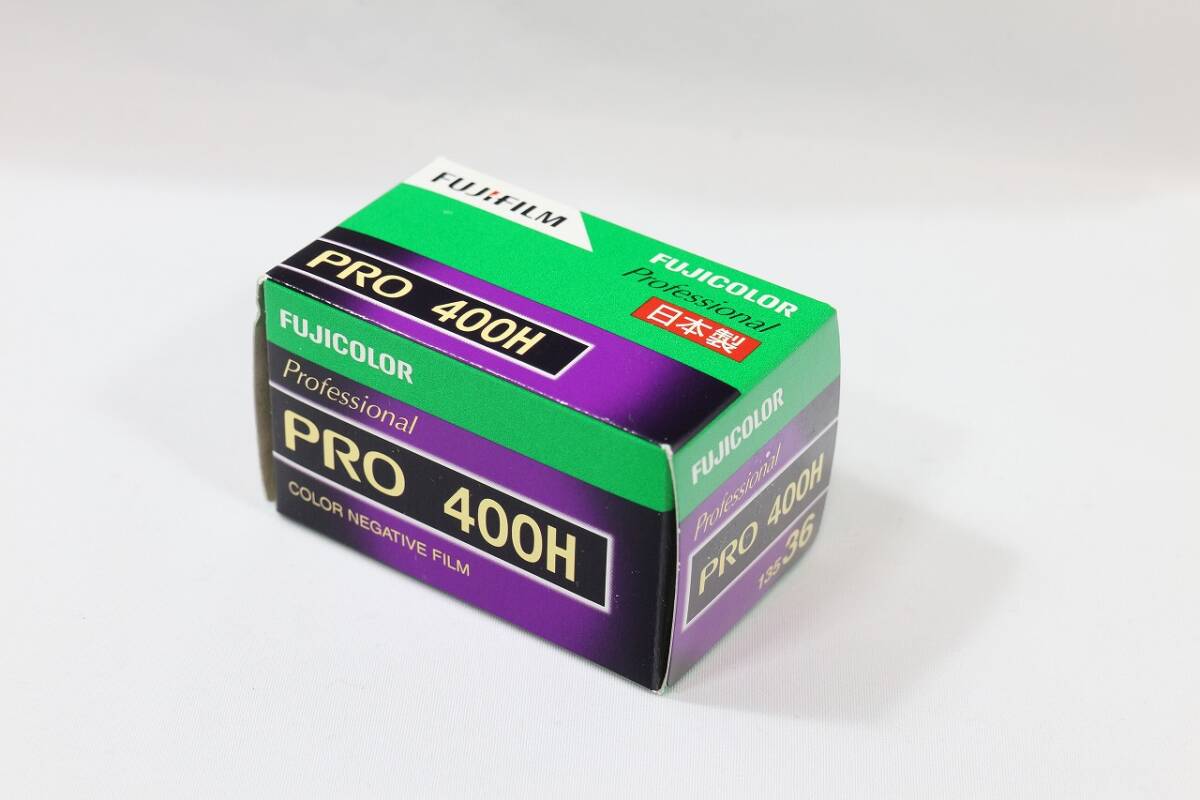 FUJIFILM
FUJICOLOR
Professional
日本製
PRO 400H
FUJICOLOR
Professional
PRO 400H
COLOR NEGATIVE FILM
FUJICOLOR
Professional
PRO 400H
135 36